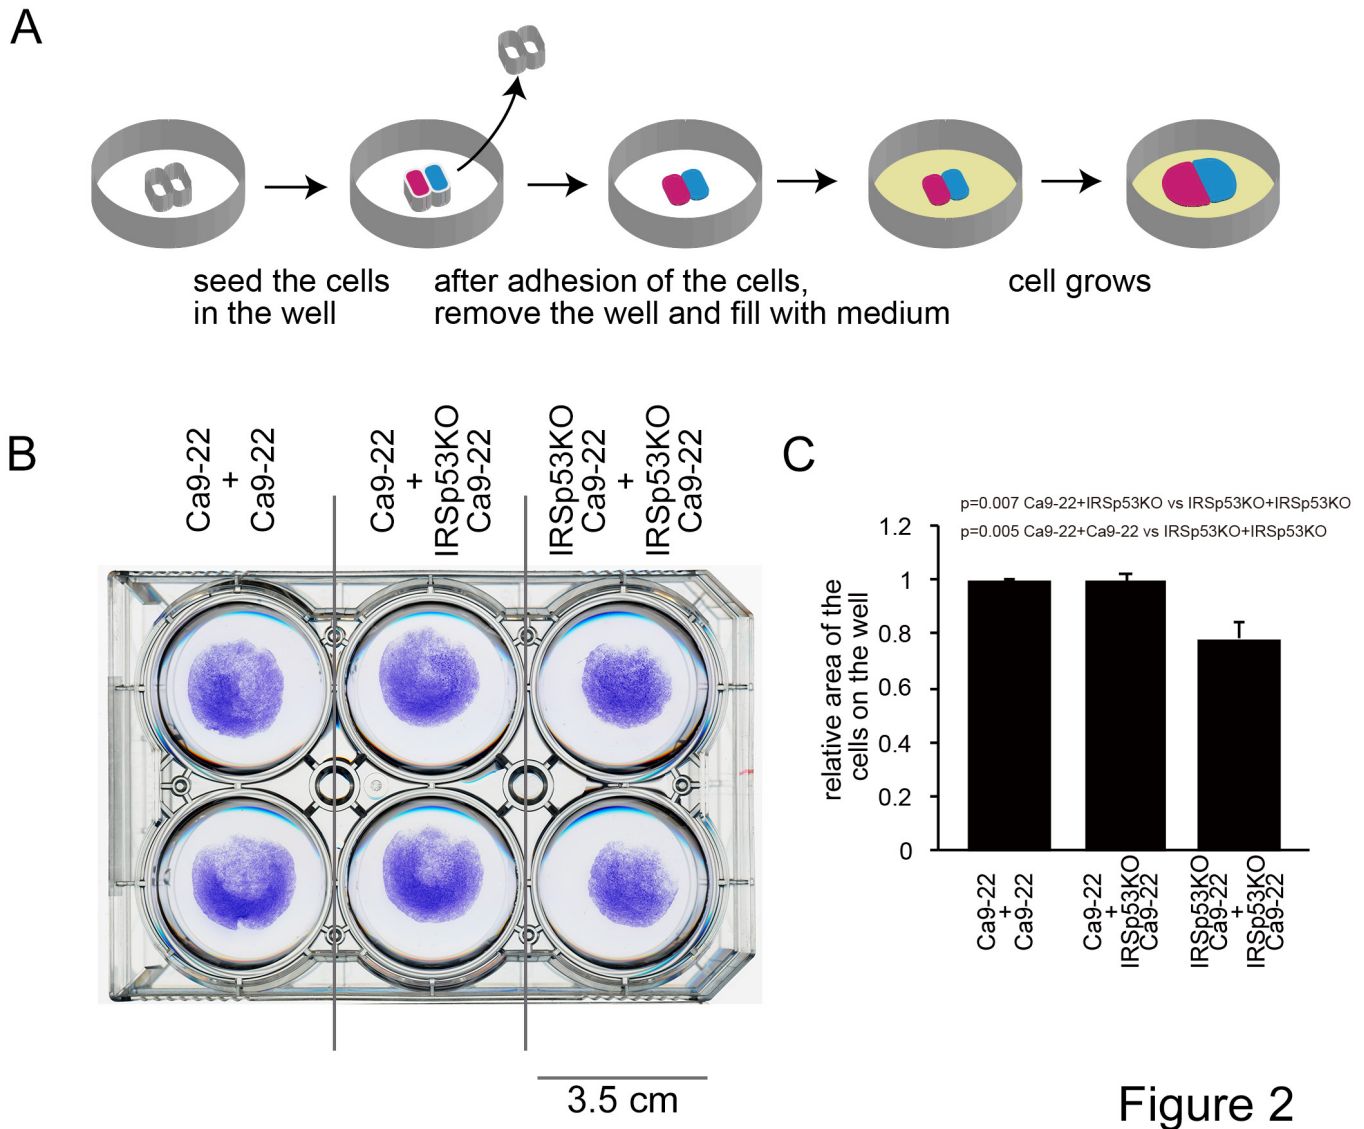 A
seed the cells
in the well
after adhesion of the cells,
remove the well and fill with medium
cell grows
B
Ca9-22
+
Ca9-22
Ca9-22
+
IRSp53KO
Ca9-22
IRSp53KO
Ca9-22
+
IRSp53KO
Ca9-22
3.5 cm
C
p=0.007 Ca9-22+IRSp53KO vs IRSp53KO+IRSp53KO
p=0.005 Ca9-22+Ca9-22 vs IRSp53KO+IRSp53KO
relative area of the
cells on the well
1.2
1
0.8
0.6
0.4
0.2
0
Ca9-22
+
Ca9-22
Ca9-22
+
IRSp53KO
Ca9-22
IRSp53KO
Ca9-22
+
IRSp53KO
Ca9-22
Figure 2